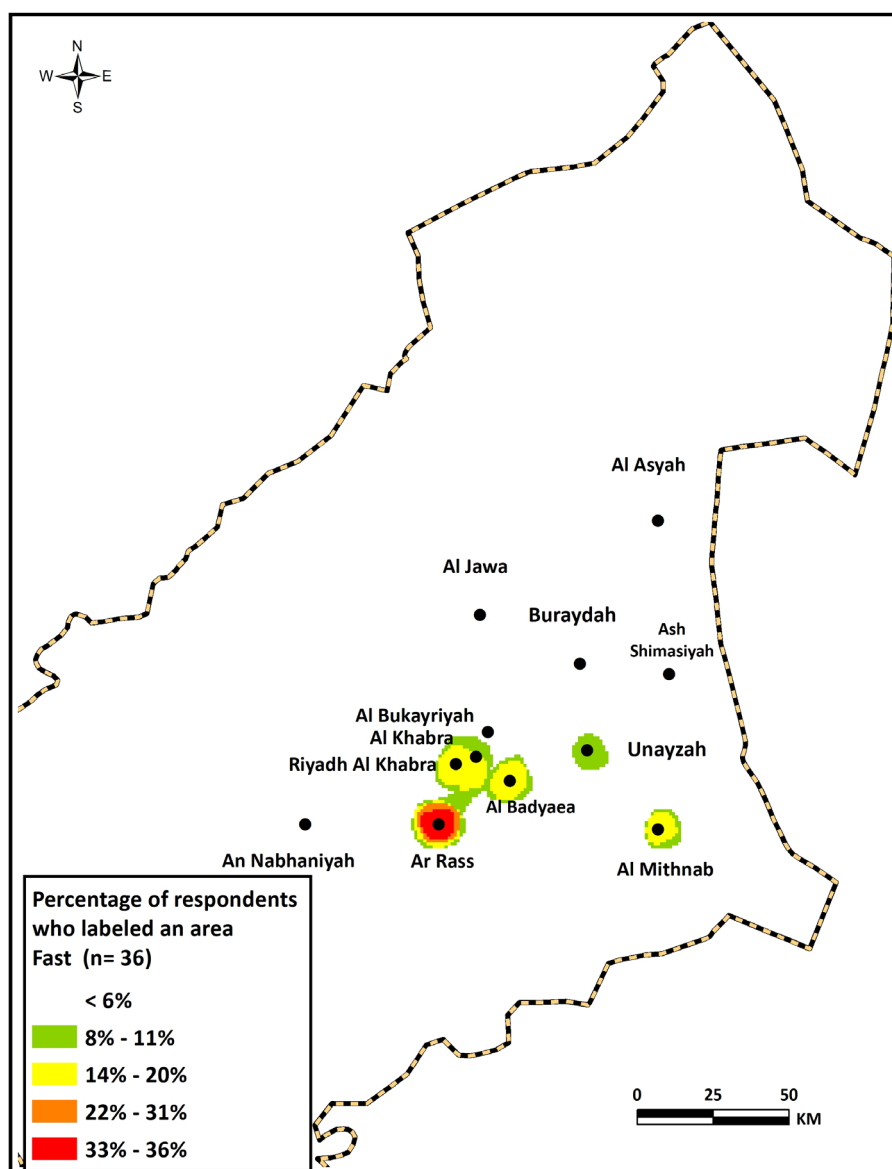 N
W E
S
Al Asyah
Al Jawa
Buraydah
Ash
Shimasiyah
Al Bukayriyah
Al Khabra
Unayzah
Riyadh Al Khabra
Al Badyaea
An Nabhaniyah
Ar Rass
Al Mithnab
Percentage of respondents
who labeled an area
Fast (n= 36)
< 6%
8% - 11%
14% - 20%
22% - 31%
33% - 36%
0 25 50
KM